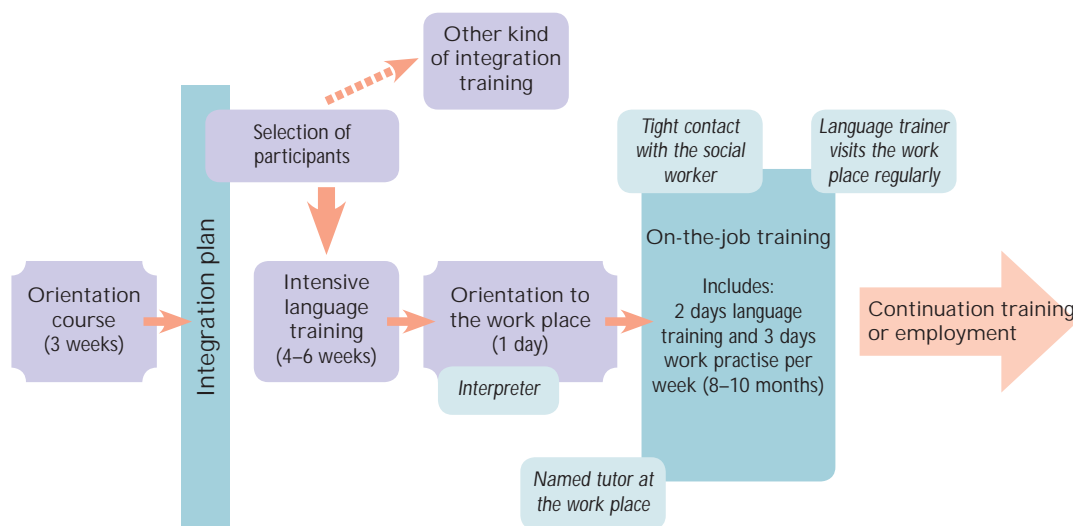 Other kind
of integration
training
Selection of
participants
Tight contact
with the social
worker
Language trainer
visits the work
place regularly
Integration plan
Orientation
course
(3 weeks)
Intensive
language
training
(4–6 weeks)
Orientation to
the work place
(1 day)
Interpreter
On-the-job training
Includes:
2 days language
training and 3 days
work practise per
week (8–10 months)
Continuation training
or employment
Named tutor at
the work place